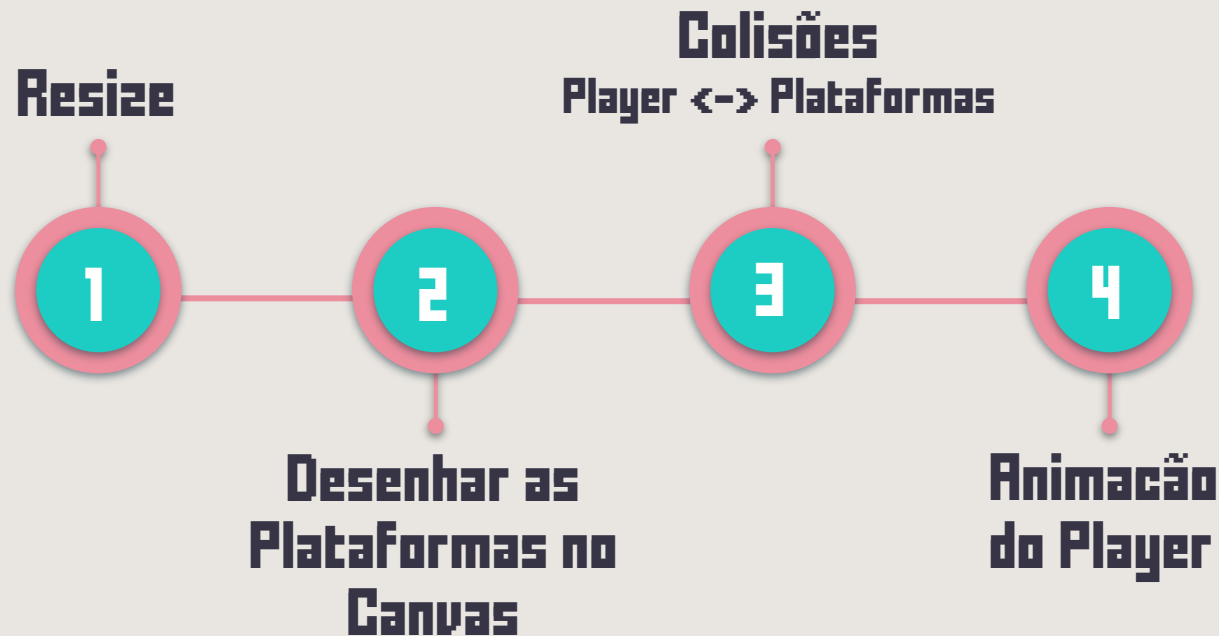 Resize
Colisões
Player <-> Plataformas
1
2
3
4
Desenhar as
Plataformas no
Canvas
Animacão
do Player